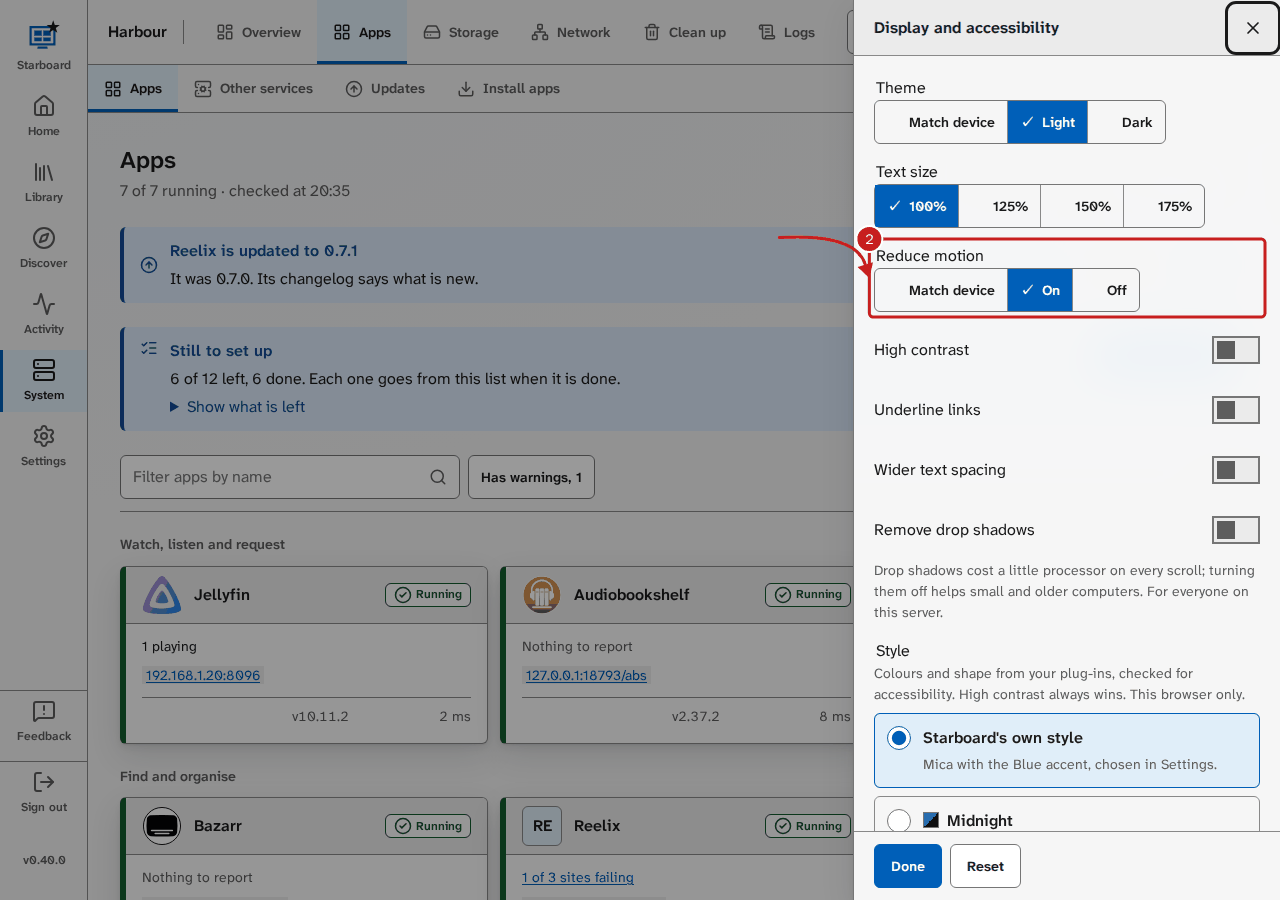 Starboard
Home
Library
Discover
Activity
System
Settings
Feedback
Sign out
v0.40.0
Harbour
Overview
Apps
Storage
Network
Clean up
Logs
Apps
Other services
Updates
Install apps
Apps
7 of 7 running · checked at 20:35
Reelix is updated to 0.7.1
It was 0.7.0. Its changelog says what is new.
Still to set up
6 of 12 left, 6 done. Each one goes from this list when it is done.
Show what is left
Filter apps by name
Has warnings, 1
Watch, listen and request
Jellyfin
Running
1 playing
192.168.1.20:8096
v10.11.2
2 ms
Audiobookshelf
Running
Nothing to report
127.0.0.1:18793/abs
v2.37.2
8 ms
Find and organise
Bazarr
Running
Nothing to report
RE
Reelix
Running
1 of 3 sites failing
Display and accessibility
Theme
Match device
✓ Light
Dark
Text size
✓ 100%
125%
150%
175%
2
Reduce motion
Match device
✓ On
Off
High contrast
Underline links
Wider text spacing
Remove drop shadows
Drop shadows cost a little processor on every scroll; turning
them off helps small and older computers. For everyone on
this server.
Style
Colours and shape from your plug-ins, checked for
accessibility. High contrast always wins. This browser only.
Starboard's own style
Mica with the Blue accent, chosen in Settings.
Midnight
Done
Reset